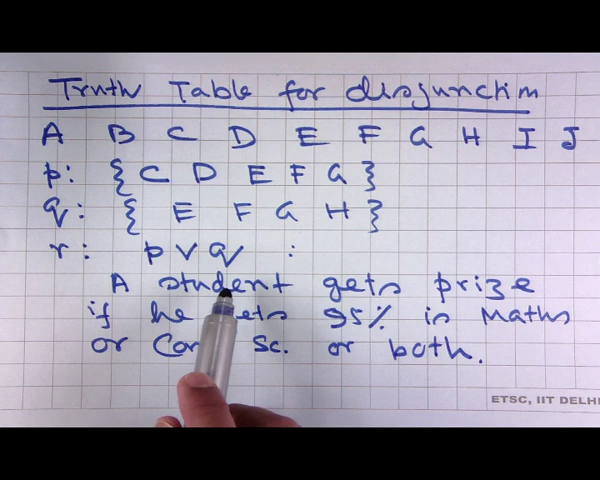 Truth Table for disjunction
A B C D E F G H I J
p: { C D E F G }
q: { E F G H }
r: p ∨ q :
A student gets prize
if he gets 95% in Maths
or Sc. or both.
ETSC, IIT DELHI